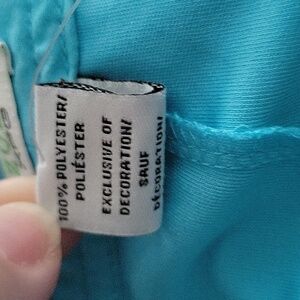 100% POLYESTER/
POLIÉSTER
EXCLUSIVE OF
DECORATION/
SAUF
DÉCORATION/